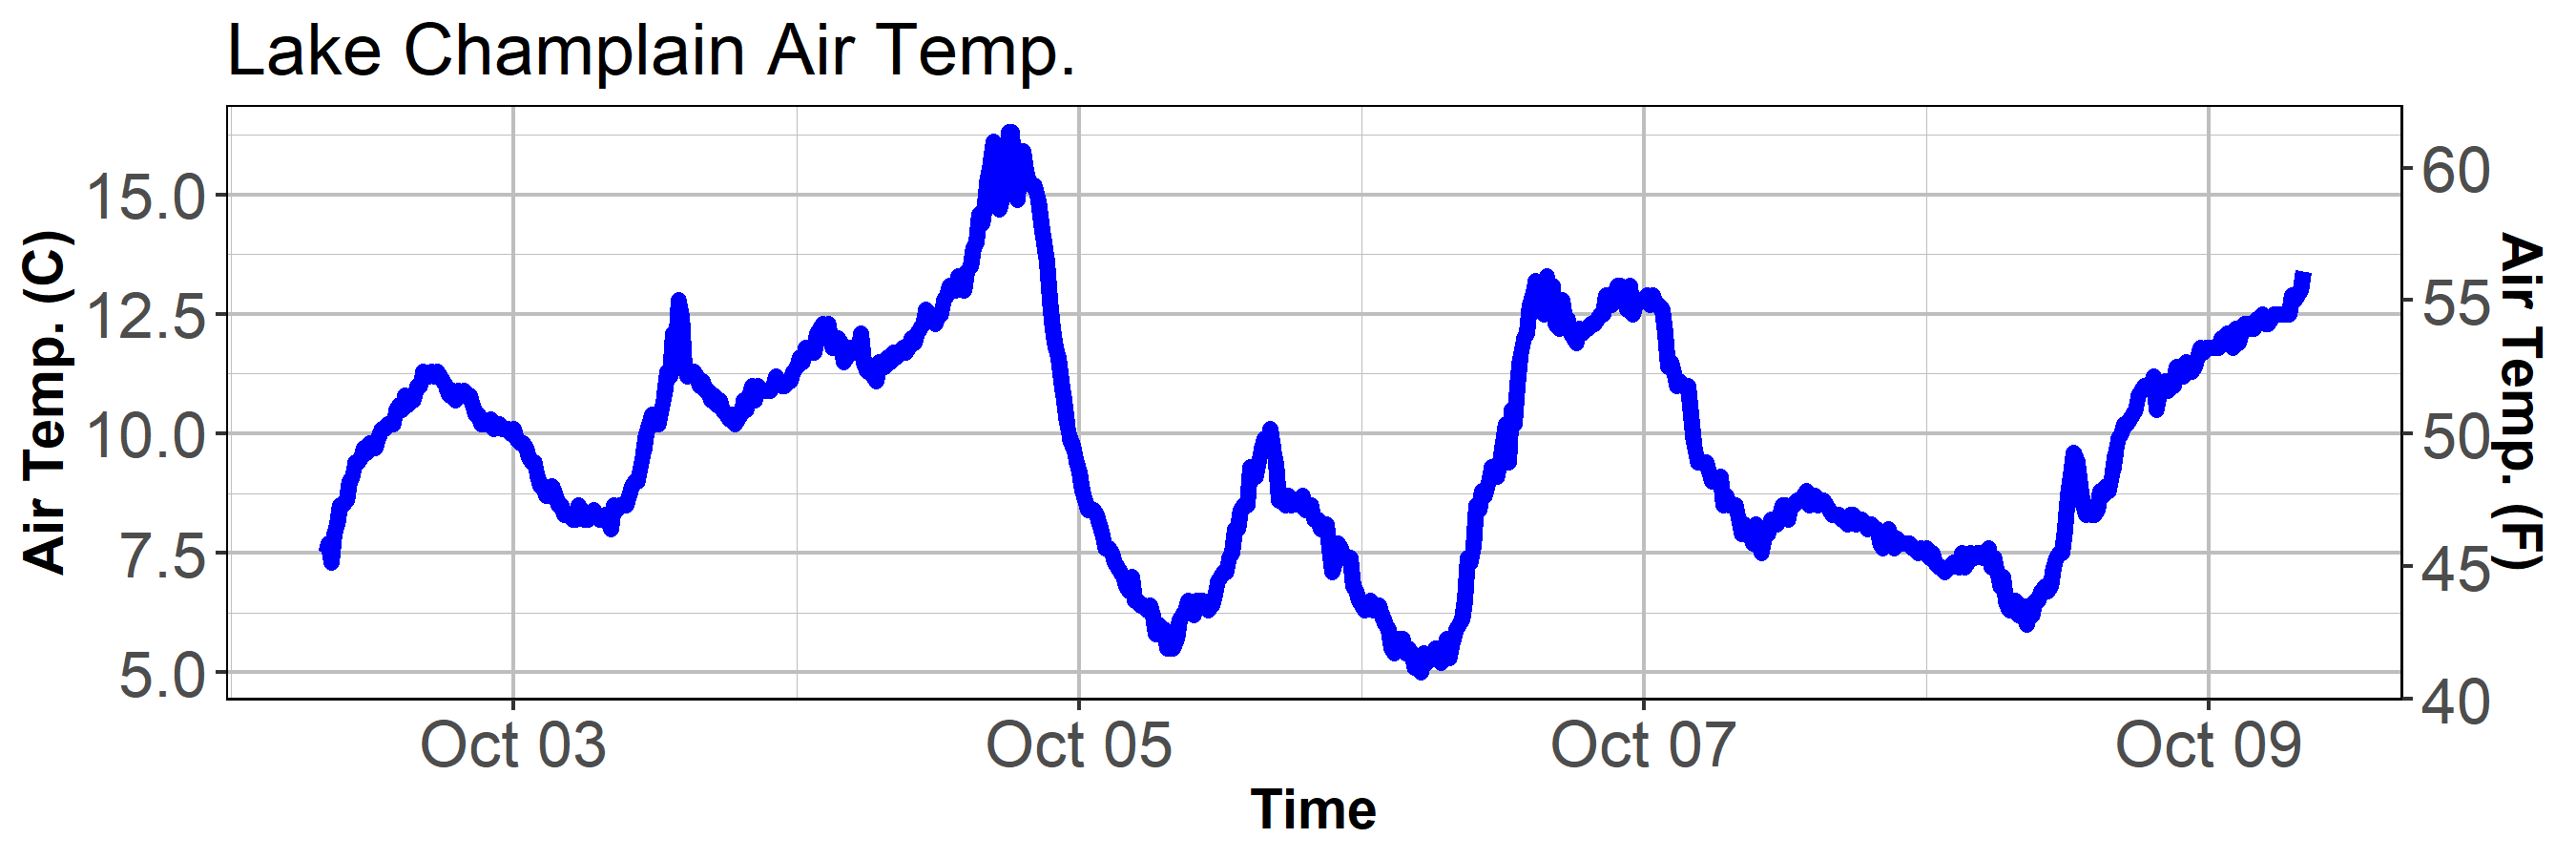 Lake Champlain Air Temp.
Air Temp. (C)
15.0
12.5
10.0
7.5
5.0
60
55
50
45
40
Air Temp. (F)
Oct 03 Oct 05 Oct 07 Oct 09
Time